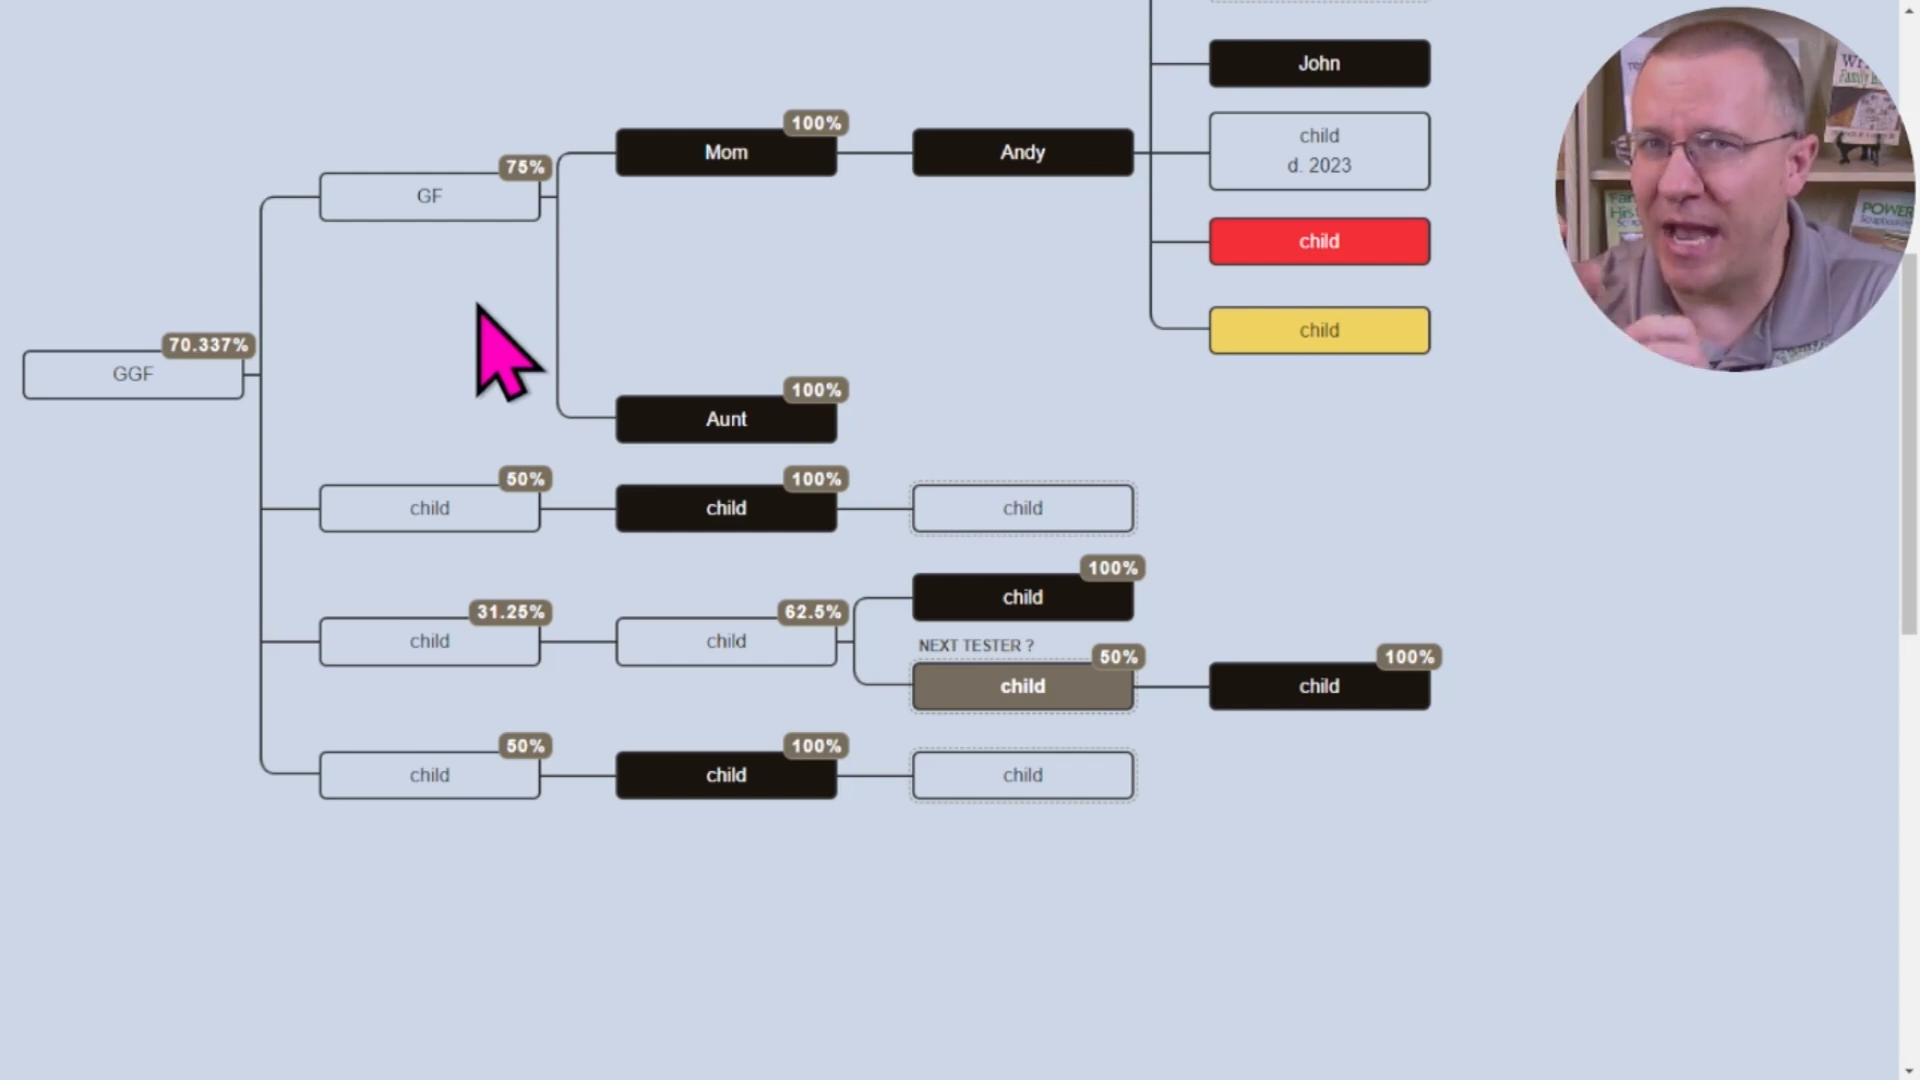 John
100%
Mom
Andy
child
d. 2023
75%
GF
child
child
70.337%
GGF
100%
Aunt
50%
child
100%
child
child
100%
child
31.25%
child
62.5%
child
NEXT TESTER ?
50%
child
100%
child
50%
child
100%
child
child
Family
POWER